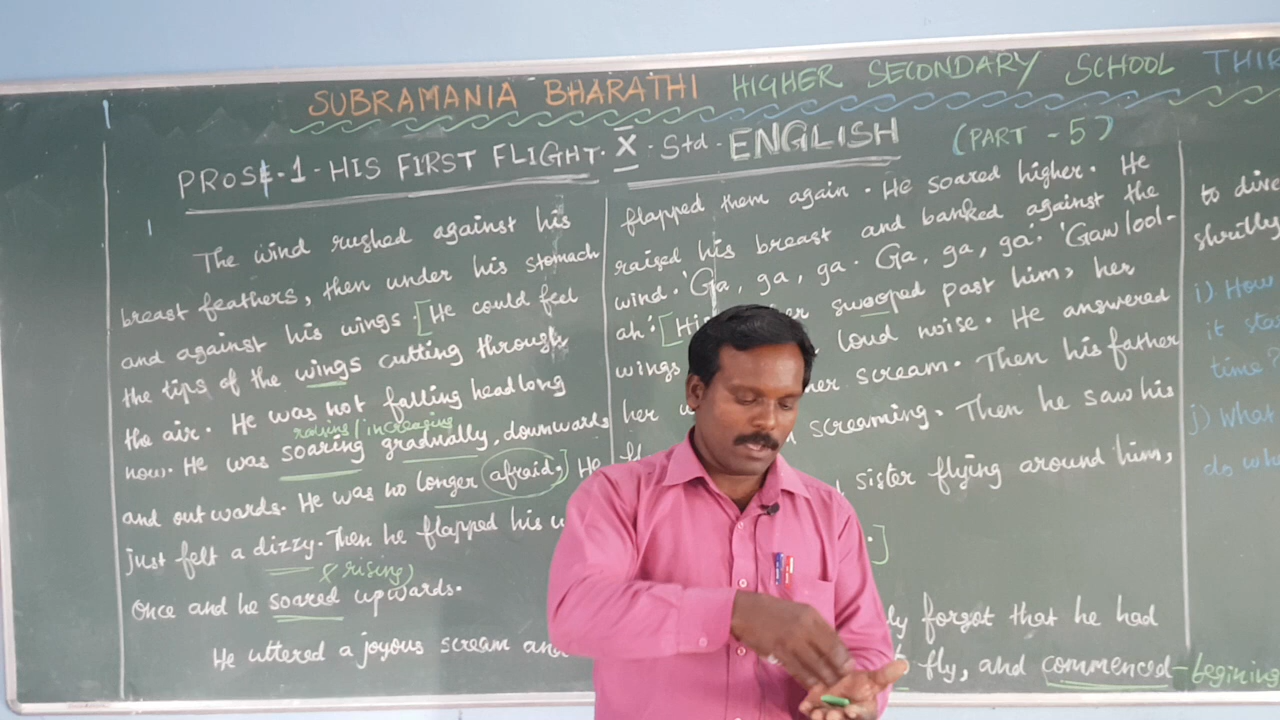 SUBRAMANIA BHARATHI HIGHER SECONDARY SCHOOL THIR
PROSE.1-HIS FIRST FLIGHT. X. Std. ENGLISH (PART-5)
The wind rushed against his
breast feathers, then under his stomach
and against his wings. [He could feel
the tips of the wings cutting through
the air. He was not falling headlong
raising/increasing
now. He was soaring gradually, downwards
and outwards. He was no longer afraid.] He
just felt a dizzy. Then he flapped his
(rising)
Once and he soared upwards.
He uttered a joyous scream and
flapped them again. He soared higher. He
raised his breast and banked against the
wind. 'Ga, ga, ga. Ga, ga, ga'. 'Gaw lool-
ah'. [His swooped past him, her
wings loud noise. He answered
her scream. Then his father
screaming. Then he saw his
sister flying around him,
.]
forgot that he had
fly, and commenced-begining
to dive
shrilly
i) How
it
time?
j) What
do